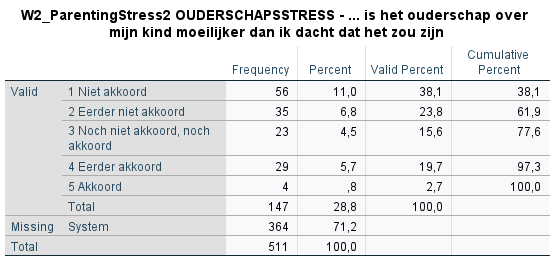 W2_ParentingStress2 OUDERSCHAPSSTRESS - ... is het ouderschap over
mijn kind moeilijker dan ik dacht dat het zou zijn
Frequency Percent Valid Percent Cumulative Percent
Valid 1 Niet akkoord 56 11,0 38,1 38,1
2 Eerder niet akkoord 35 6,8 23,8 61,9
3 Noch niet akkoord, noch akkoord 23 4,5 15,6 77,6
4 Eerder akkoord 29 5,7 19,7 97,3
5 Akkoord 4 ,8 2,7 100,0
Total 147 28,8 100,0
Missing System 364 71,2
Total 511 100,0